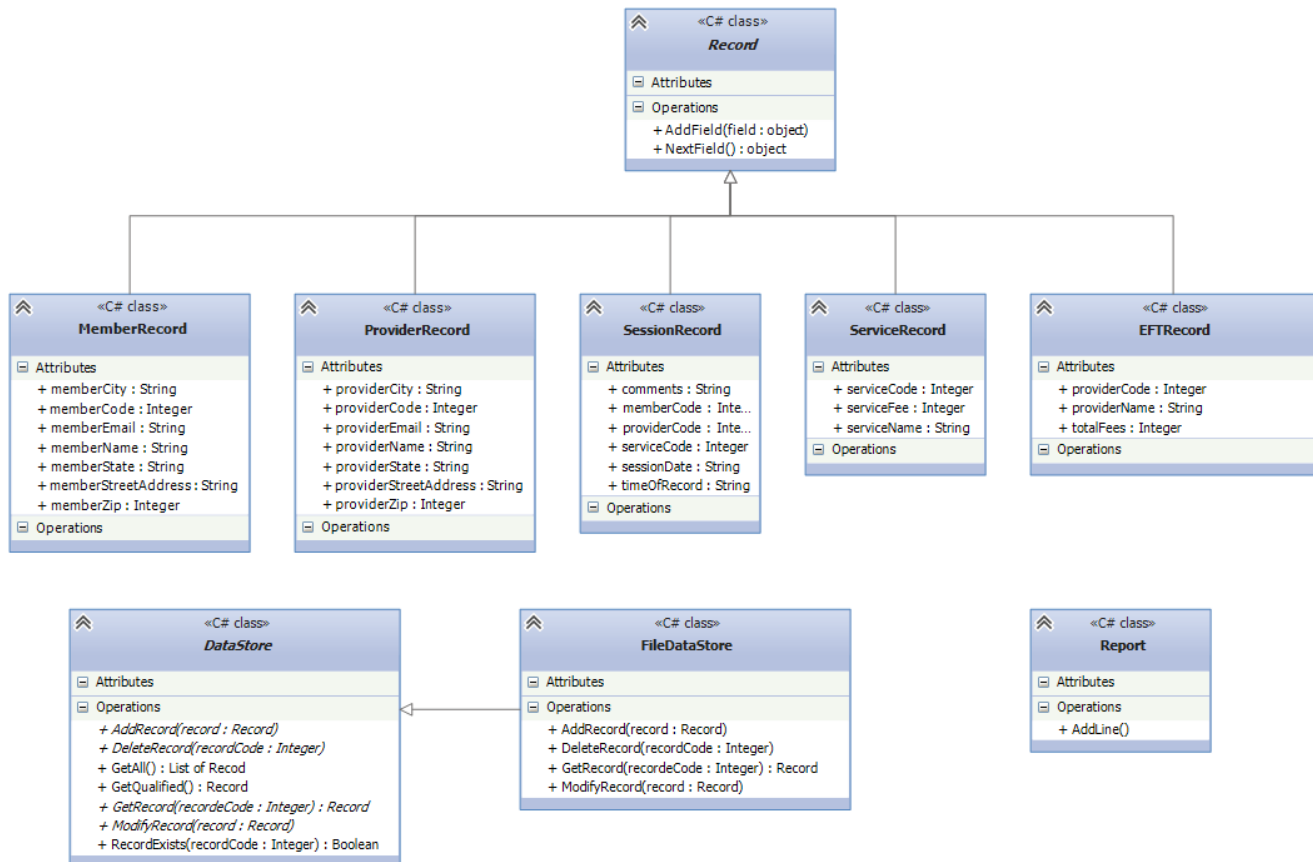 «C# class»
Record
Attributes
Operations
+ AddField(field : object)
+ NextField() : object
«C# class»
MemberRecord
Attributes
+ memberCity : String
+ memberCode : Integer
+ memberEmail : String
+ memberName : String
+ memberState : String
+ memberStreetAddress : String
+ memberZip : Integer
Operations
«C# class»
ProviderRecord
Attributes
+ providerCity : String
+ providerCode : Integer
+ providerEmail : String
+ providerName : String
+ providerState : String
+ providerStreetAddress : String
+ providerZip : Integer
Operations
«C# class»
SessionRecord
Attributes
+ comments : String
+ memberCode : Inte...
+ providerCode : Inte...
+ serviceCode : Integer
+ sessionDate : String
+ timeOfRecord : String
Operations
«C# class»
ServiceRecord
Attributes
+ serviceCode : Integer
+ serviceFee : Integer
+ serviceName : String
Operations
«C# class»
EFTRecord
Attributes
+ providerCode : Integer
+ providerName : String
+ totalFees : Integer
Operations
«C# class»
DataStore
Attributes
Operations
+ AddRecord(record : Record)
+ DeleteRecord(recordCode : Integer)
+ GetAll() : List of Recod
+ GetQualified() : Record
+ GetRecord(recordeCode : Integer) : Record
+ ModifyRecord(record : Record)
+ RecordExists(recordCode : Integer) : Boolean
«C# class»
FileDataStore
Attributes
Operations
+ AddRecord(record : Record)
+ DeleteRecord(recordCode : Integer)
+ GetRecord(recordeCode : Integer) : Record
+ ModifyRecord(record : Record)
«C# class»
Report
Attributes
Operations
+ AddLine()